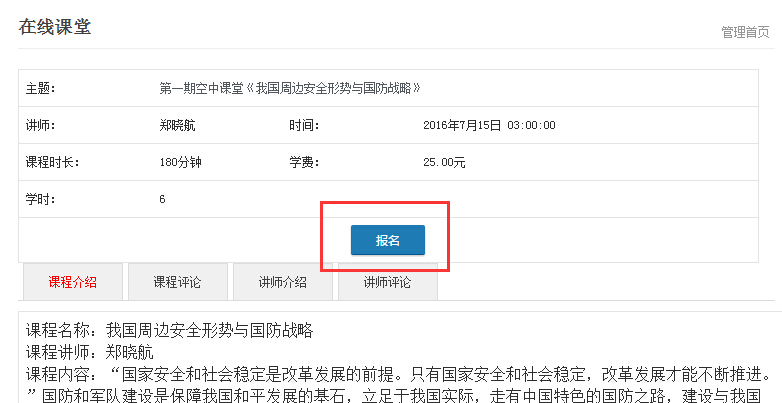 在线课堂
管理首页
主题： 第一期空中课堂《我国周边安全形势与国防战略》
讲师： 郑晓航 时间： 2016年7月15日 03:00:00
课程时长： 180分钟 学费： 25.00元
学时： 6
报名
课程介绍 课程评论 讲师介绍 讲师评论
课程名称：我国周边安全形势与国防战略
课程讲师：郑晓航
课程内容：“国家安全和社会稳定是改革发展的前提。只有国家安全和社会稳定，改革发展才能不断推进。
”国防和军队建设是保障我国和平发展的基石，立足于我国实际，走有中国特色的国防之路，建设与我国